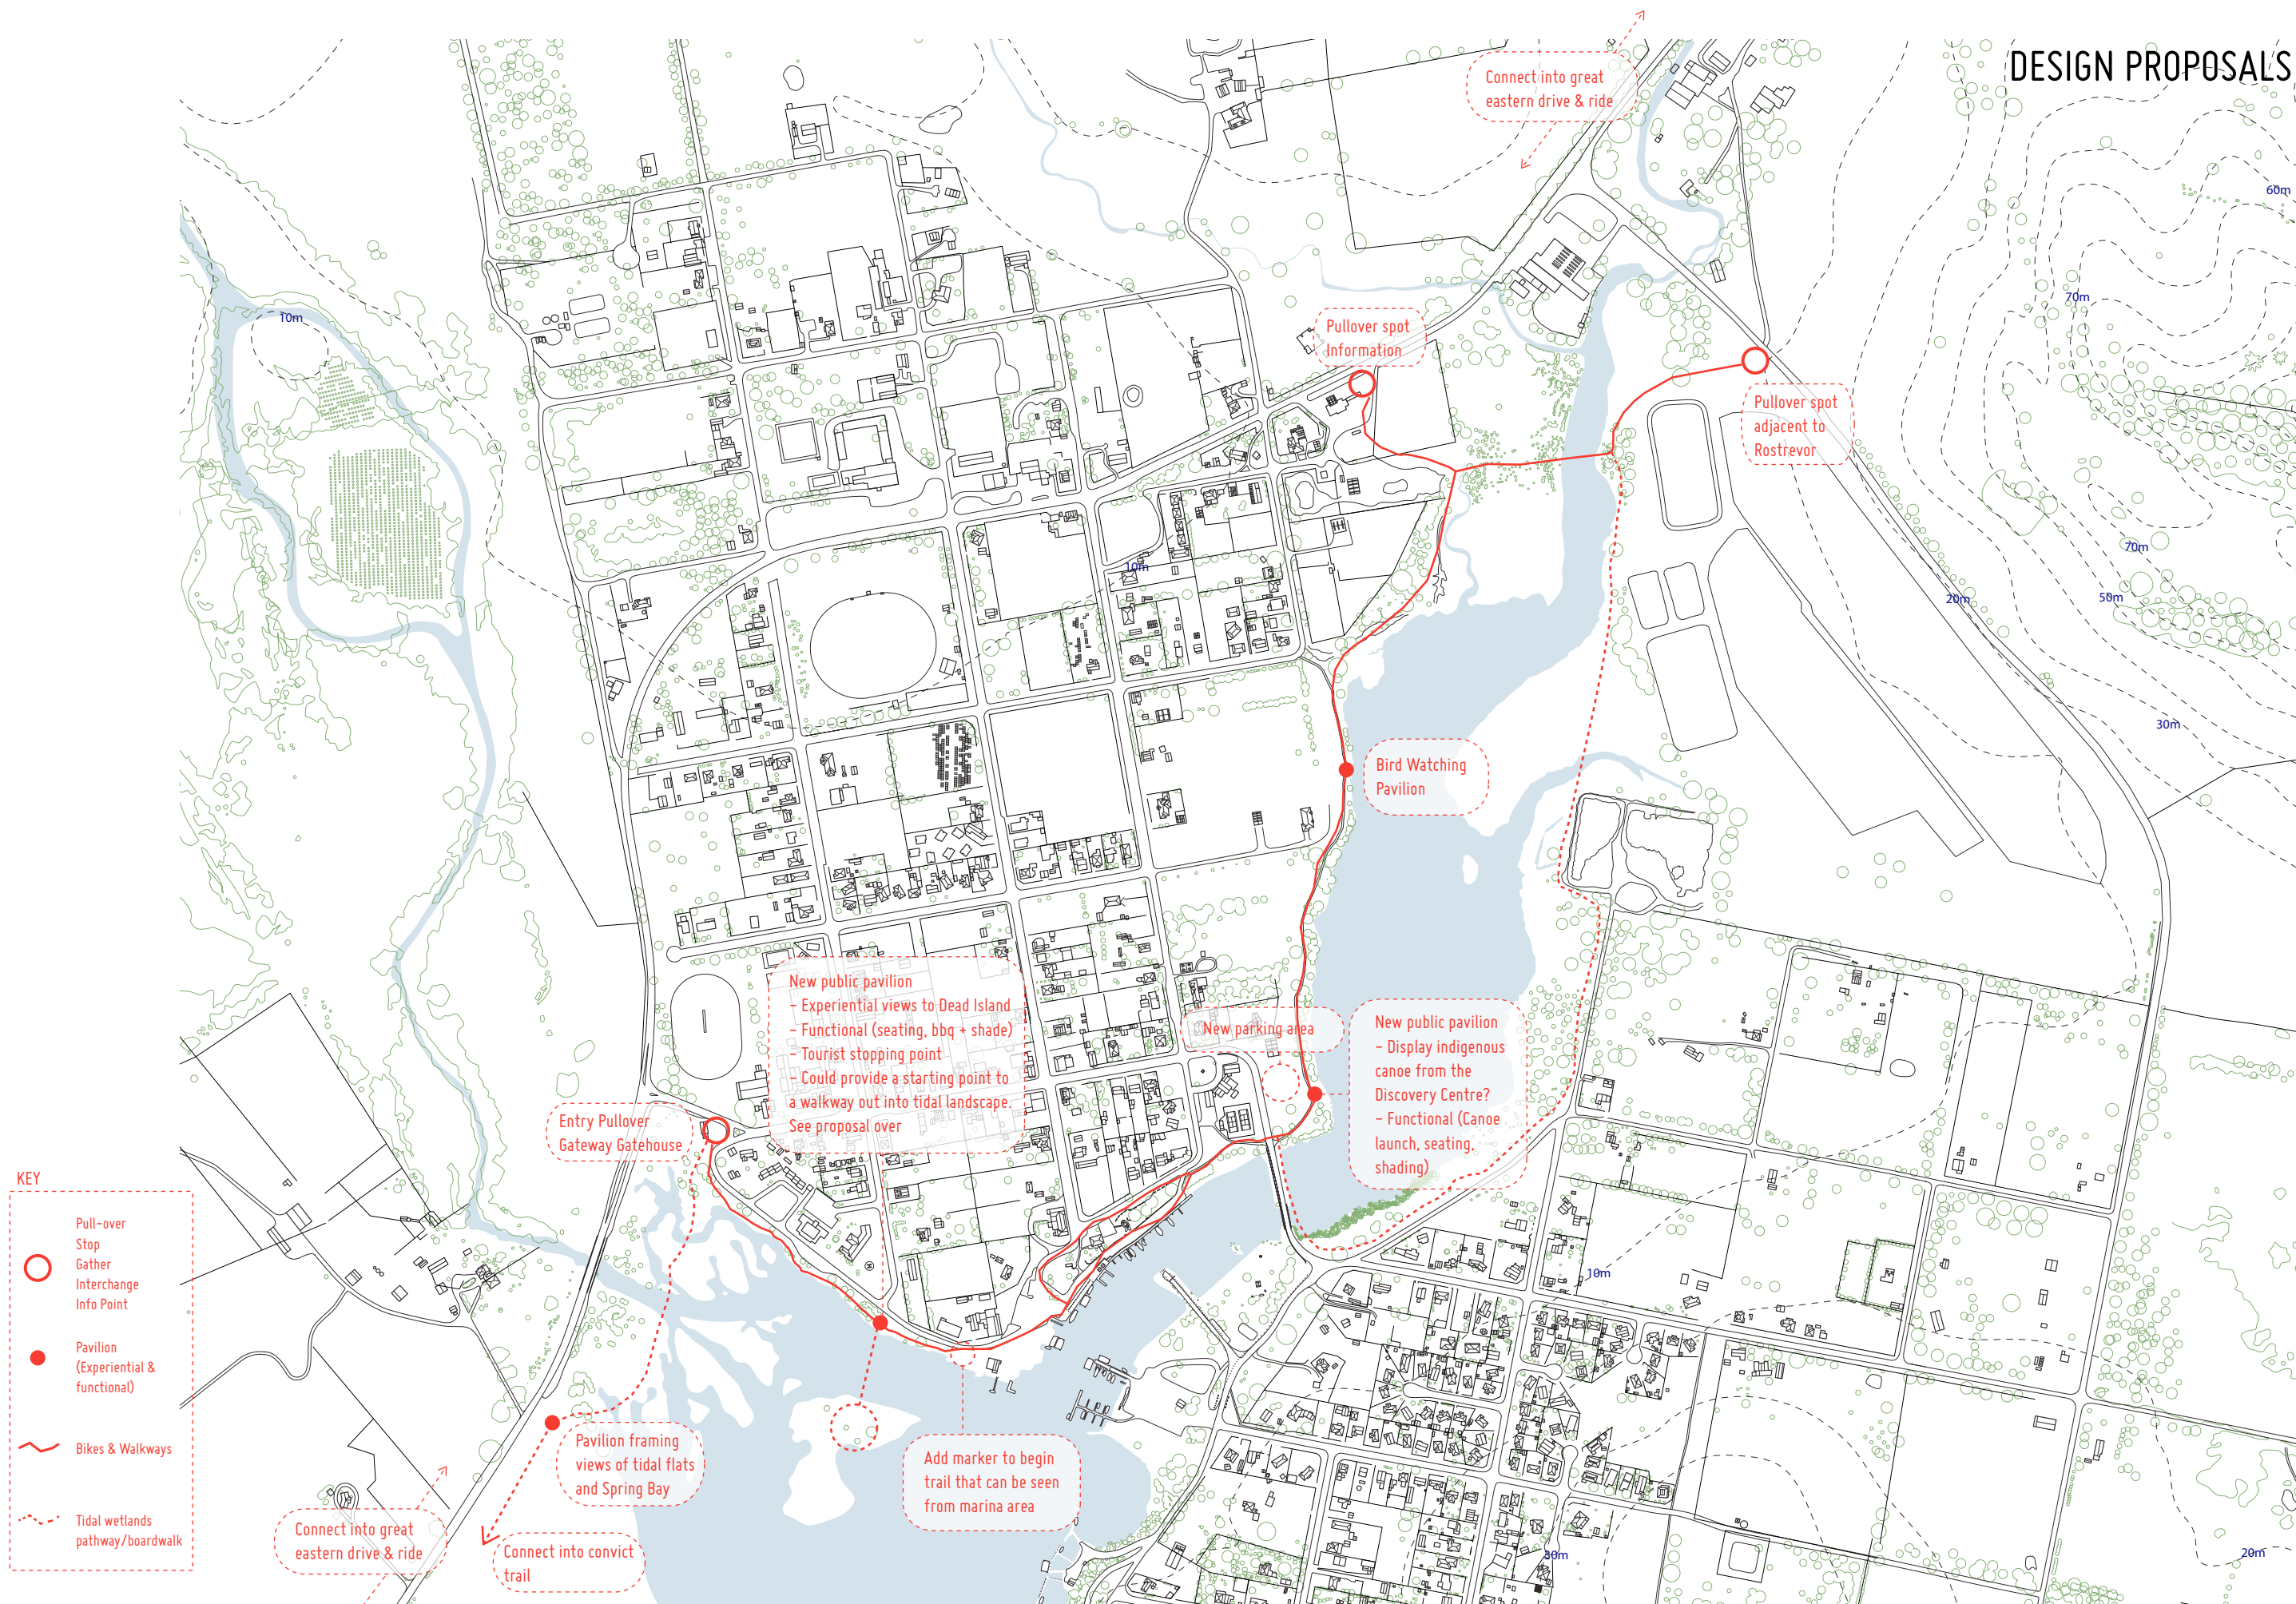 DESIGN PROPOSALS
Connect into great
eastern drive & ride
60m
70m
10m
Pullover spot
Information
Pullover spot
adjacent to
Rostrevor
70m
10m
50m
20m
30m
Bird Watching
Pavilion
New public pavilion
- Experiential views to Dead Island
- Functional (seating, bbq + shade)
- Tourist stopping point
- Could provide a starting point to
a walkway out into tidal landscape.
See proposal over
New parking area
New public pavilion
- Display indigenous
canoe from the
Discovery Centre?
- Functional (Canoe
launch, seating,
shading)
Entry Pullover
Gateway Gatehouse
KEY
Pull-over
Stop
Gather
Interchange
Info Point
Pavilion
(Experiential &
functional)
Bikes & Walkways
Tidal wetlands
pathway/boardwalk
10m
Pavilion framing
views of tidal flats
and Spring Bay
Add marker to begin
trail that can be seen
from marina area
Connect into great
eastern drive & ride
Connect into convict
trail
30m
20m